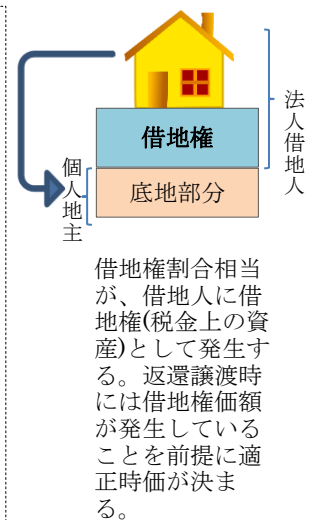 法人借地人
借地権
個人地主
底地部分
借地権割合相当
が、借地人に借
地権(税金上の資
産)として発生す
る。返還譲渡時
には借地権価額
が発生している
ことを前提に適
正時価が決ま
る。